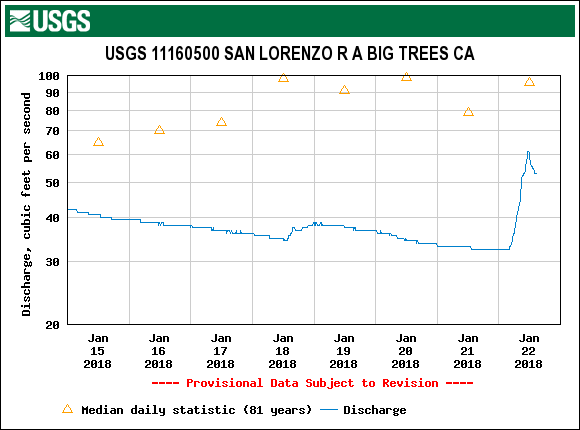 USGS
USGS 11160500 SAN LORENZO R A BIG TREES CA
Discharge, cubic feet per second
100
90
80
70
60
50
40
30
20
Jan 15 2018
Jan 16 2018
Jan 17 2018
Jan 18 2018
Jan 19 2018
Jan 20 2018
Jan 21 2018
Jan 22 2018
---- Provisional Data Subject to Revision ----
Median daily statistic (81 years) Discharge